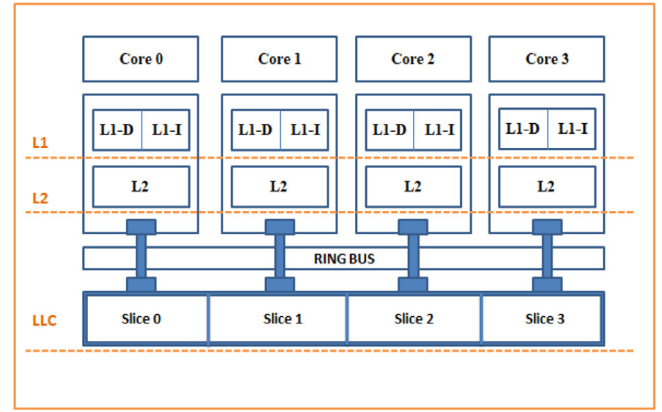 Core 0 Core 1 Core 2 Core 3
L1-D L1-I L1-D L1-I L1-D L1-I L1-D L1-I
L1
L2 L2 L2 L2
L2
RING BUS
LLC Slice 0 Slice 1 Slice 2 Slice 3